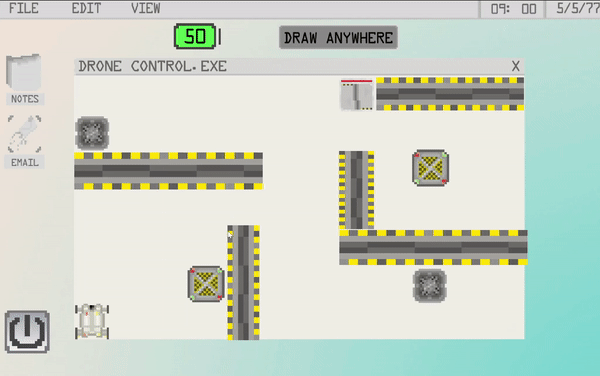 FILE EDIT VIEW 09: 00 5/5/77
50 DRAW ANYWHERE
DRONE CONTROL.EXE X
NOTES
EMAIL